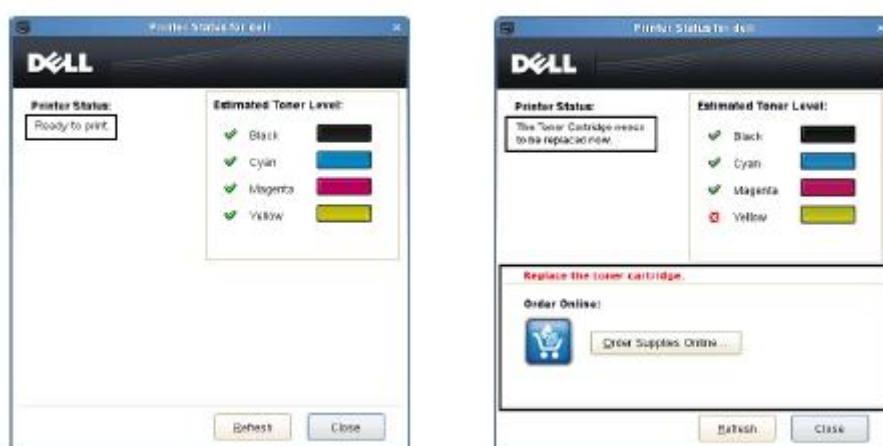 Printer Status for dell
DELL
Printer Status:
Ready to print.
Estimated Toner Level:
Black
Cyan
Magenta
Yellow
Refresh
Close
Printer Status for dell
DELL
Printer Status:
The Toner Cartridge needs
to be replaced now.
Estimated Toner Level:
Black
Cyan
Magenta
Yellow
Replace the toner cartridge.
Order Online:
Order Supplies Online ...
Refresh
Close